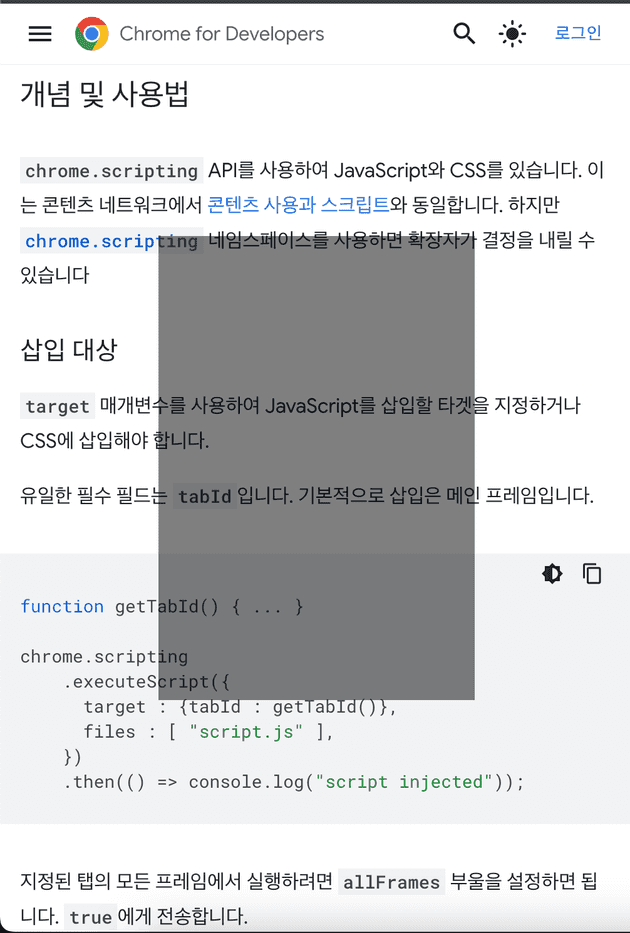 Chrome for Developers
로그인
개념 및 사용법
chrome.scripting API를 사용하여 JavaScript와 CSS를 있습니다. 이
는 콘텐츠 네트워크에서 콘텐츠 사용과 스크립트와 동일합니다. 하지만
chrome.scripting 네임스페이스를 사용하면 확장자가 결정을 내릴 수
있습니다
삽입 대상
target 매개변수를 사용하여 JavaScript를 삽입할 타겟을 지정하거나
CSS에 삽입해야 합니다.
유일한 필수 필드는 tabId입니다. 기본적으로 삽입은 메인 프레임입니다.
function getTabId() { ... }
chrome.scripting
.executeScript({
target : {tabId : getTabId()},
files : [ "script.js" ],
})
.then(() => console.log("script injected"));
지정된 탭의 모든 프레임에서 실행하려면 allFrames 부울을 설정하면 됩
니다. true에게 전송합니다.